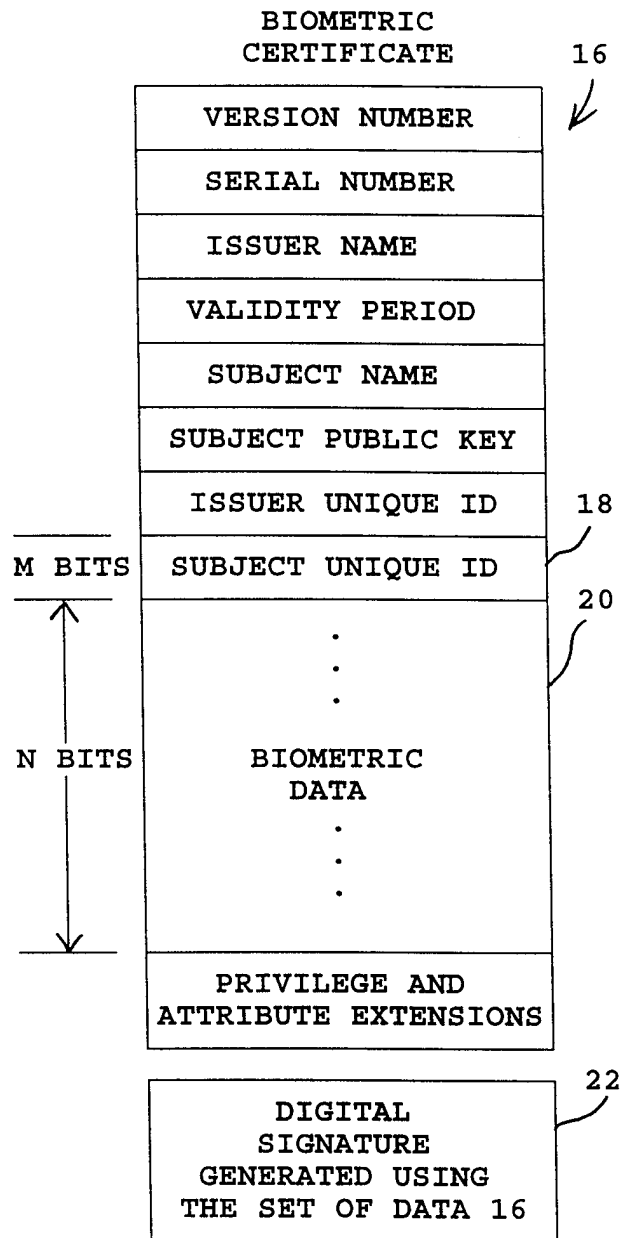 BIOMETRIC
CERTIFICATE
16
VERSION NUMBER
SERIAL NUMBER
ISSUER NAME
VALIDITY PERIOD
SUBJECT NAME
SUBJECT PUBLIC KEY
ISSUER UNIQUE ID
18
M BITS
SUBJECT UNIQUE ID
20
N BITS
BIOMETRIC
DATA
PRIVILEGE AND
ATTRIBUTE EXTENSIONS
22
DIGITAL
SIGNATURE
GENERATED USING
THE SET OF DATA 16